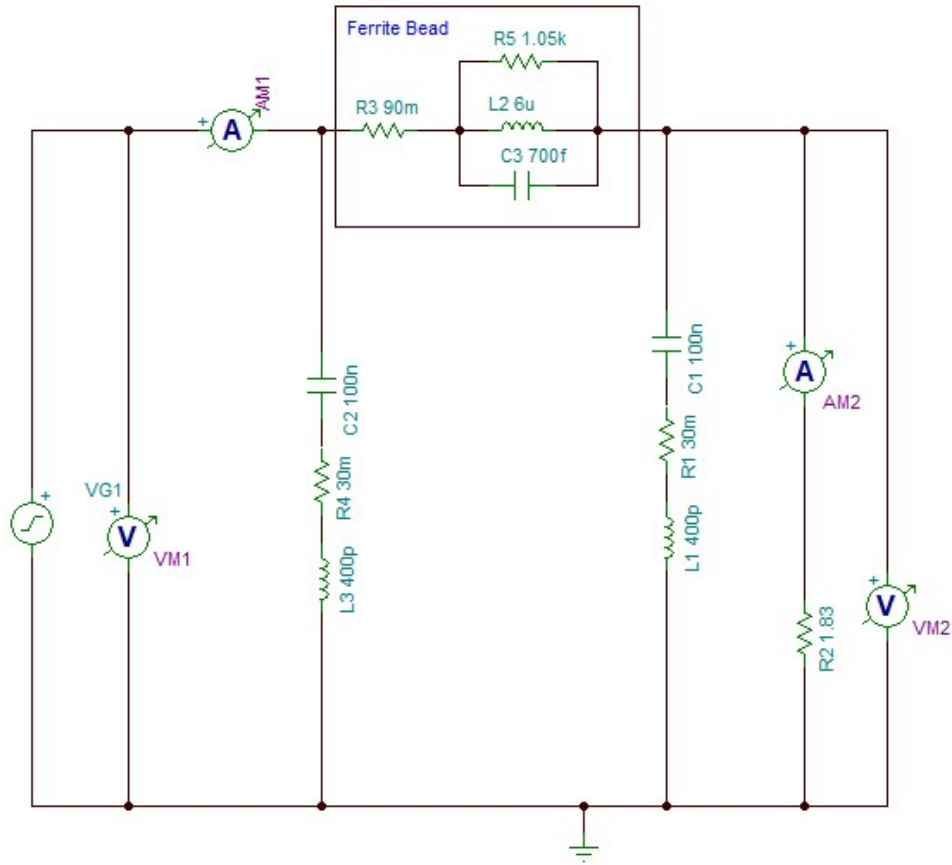 Ferrite Bead
R5 1.05k
AM1
R3 90m
L2 6u
+
A
C3 700f
+
C1 100n
A
AM2
C2 100n
R1 30m
R4 30m
VG1
+
+
V
VM1
L1 400p
L3 400p
+
V
VM2
R2 1.83